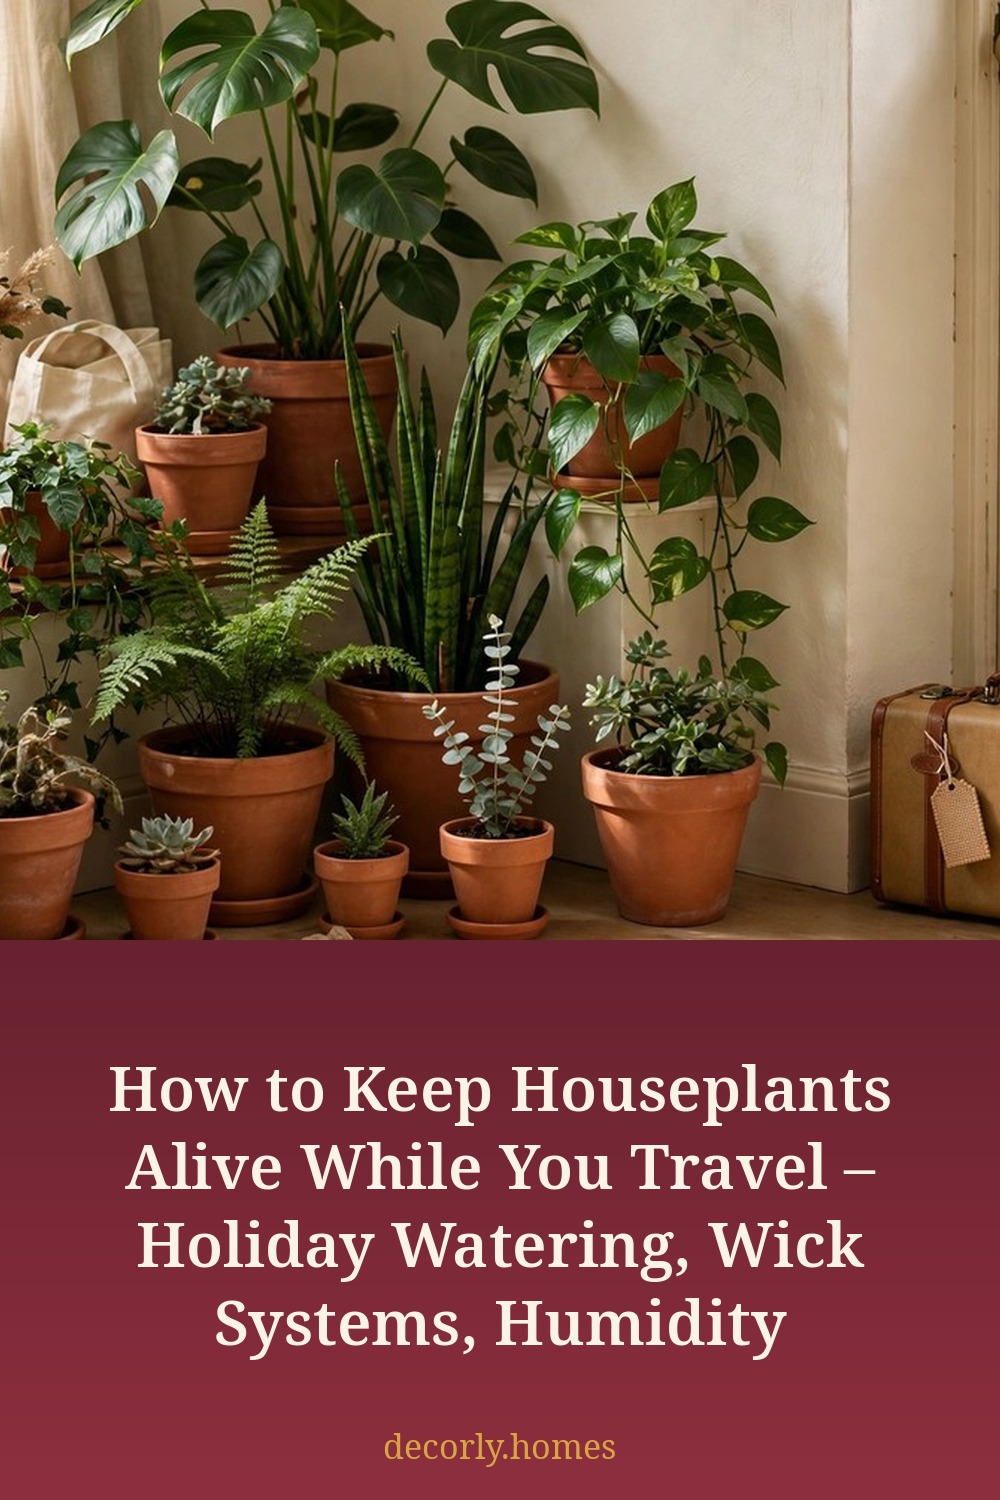 How to Keep Houseplants
Alive While You Travel –
Holiday Watering, Wick
Systems, Humidity
decorly.homes